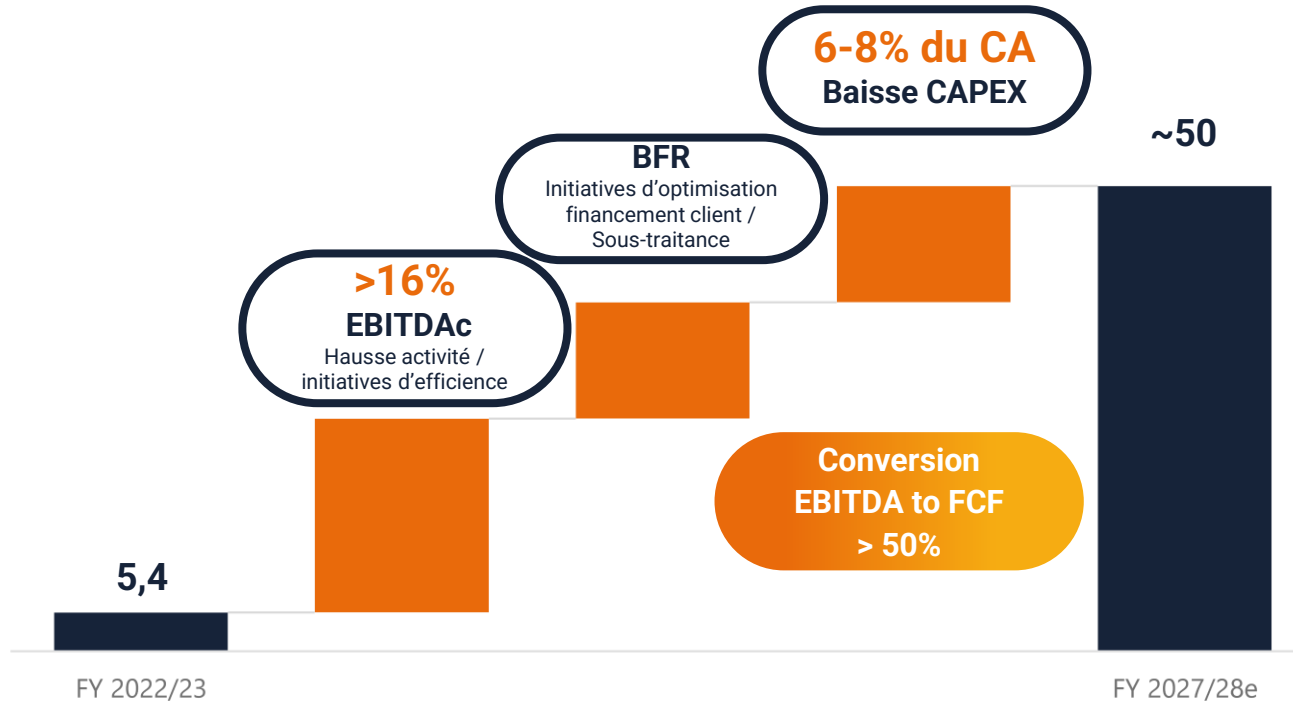 6-8% du CA
Baisse CAPEX
~50
BFR
Initiatives d'optimisation
financement client /
Sous-traitance
>16%
EBITDAc
Hausse activité /
initiatives d'efficience
Conversion
EBITDA to FCF
> 50%
5,4
FY 2022/23
FY 2027/28e